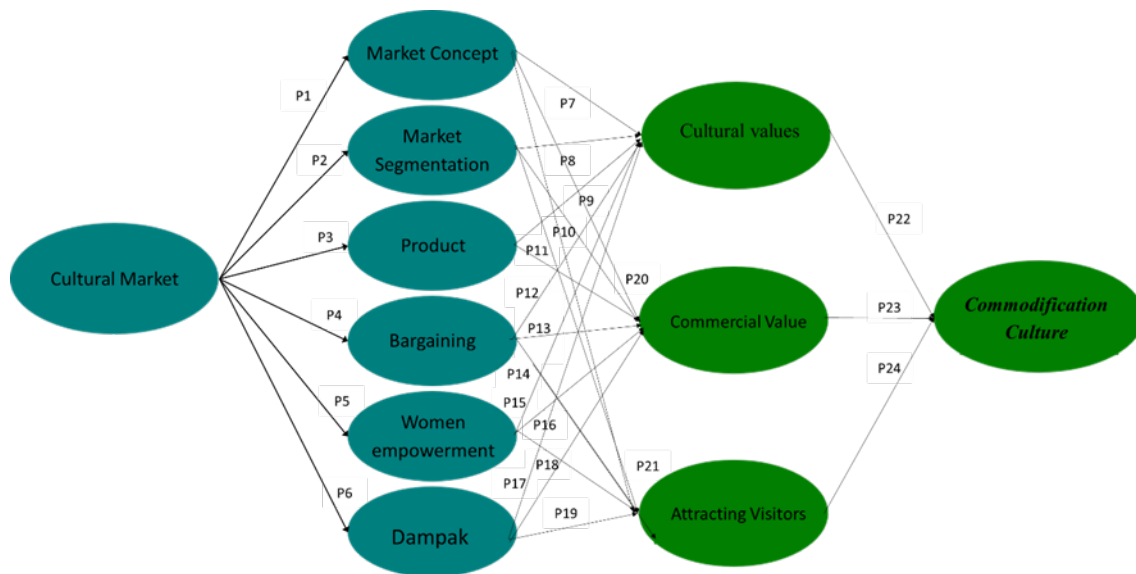 Market Concept
P1
P7
Cultural values
Market
Segmentation
P2
P8
P9
P22
P3
Product
P10
P11
Cultural Market
P20
P12
P4
Bargaining
P13
Commercial Value
P23
Commodification
Culture
P14
P24
P5
Women
empowerment
P15
P16
P6
P17
P18
P21
Dampak
P19
Attracting Visitors